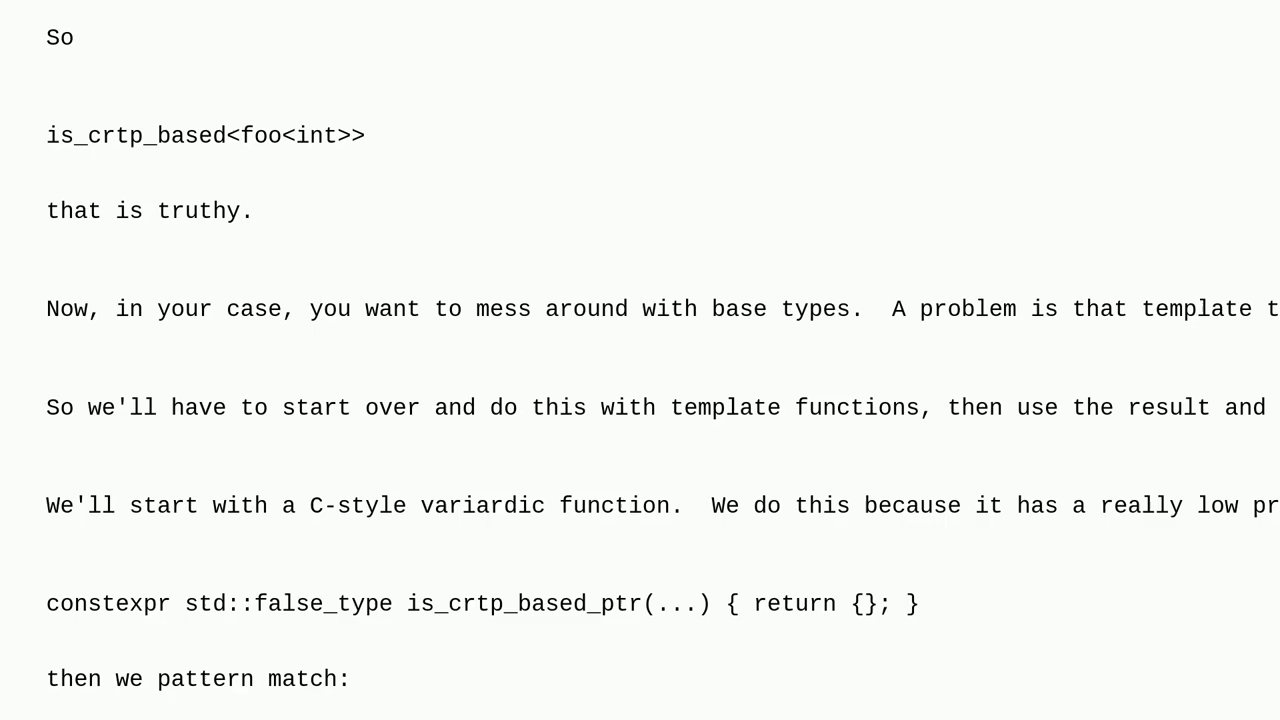 So
is_crtp_based<foo<int>>
that is truthy.
Now, in your case, you want to mess around with base types.  A problem is that template
So we'll have to start over and do this with template functions, then use the result and
We'll start with a C-style variardic function.  We do this because it has a really low
constexpr std::false_type is_crtp_based_ptr(...) { return {}; }
then we pattern match: